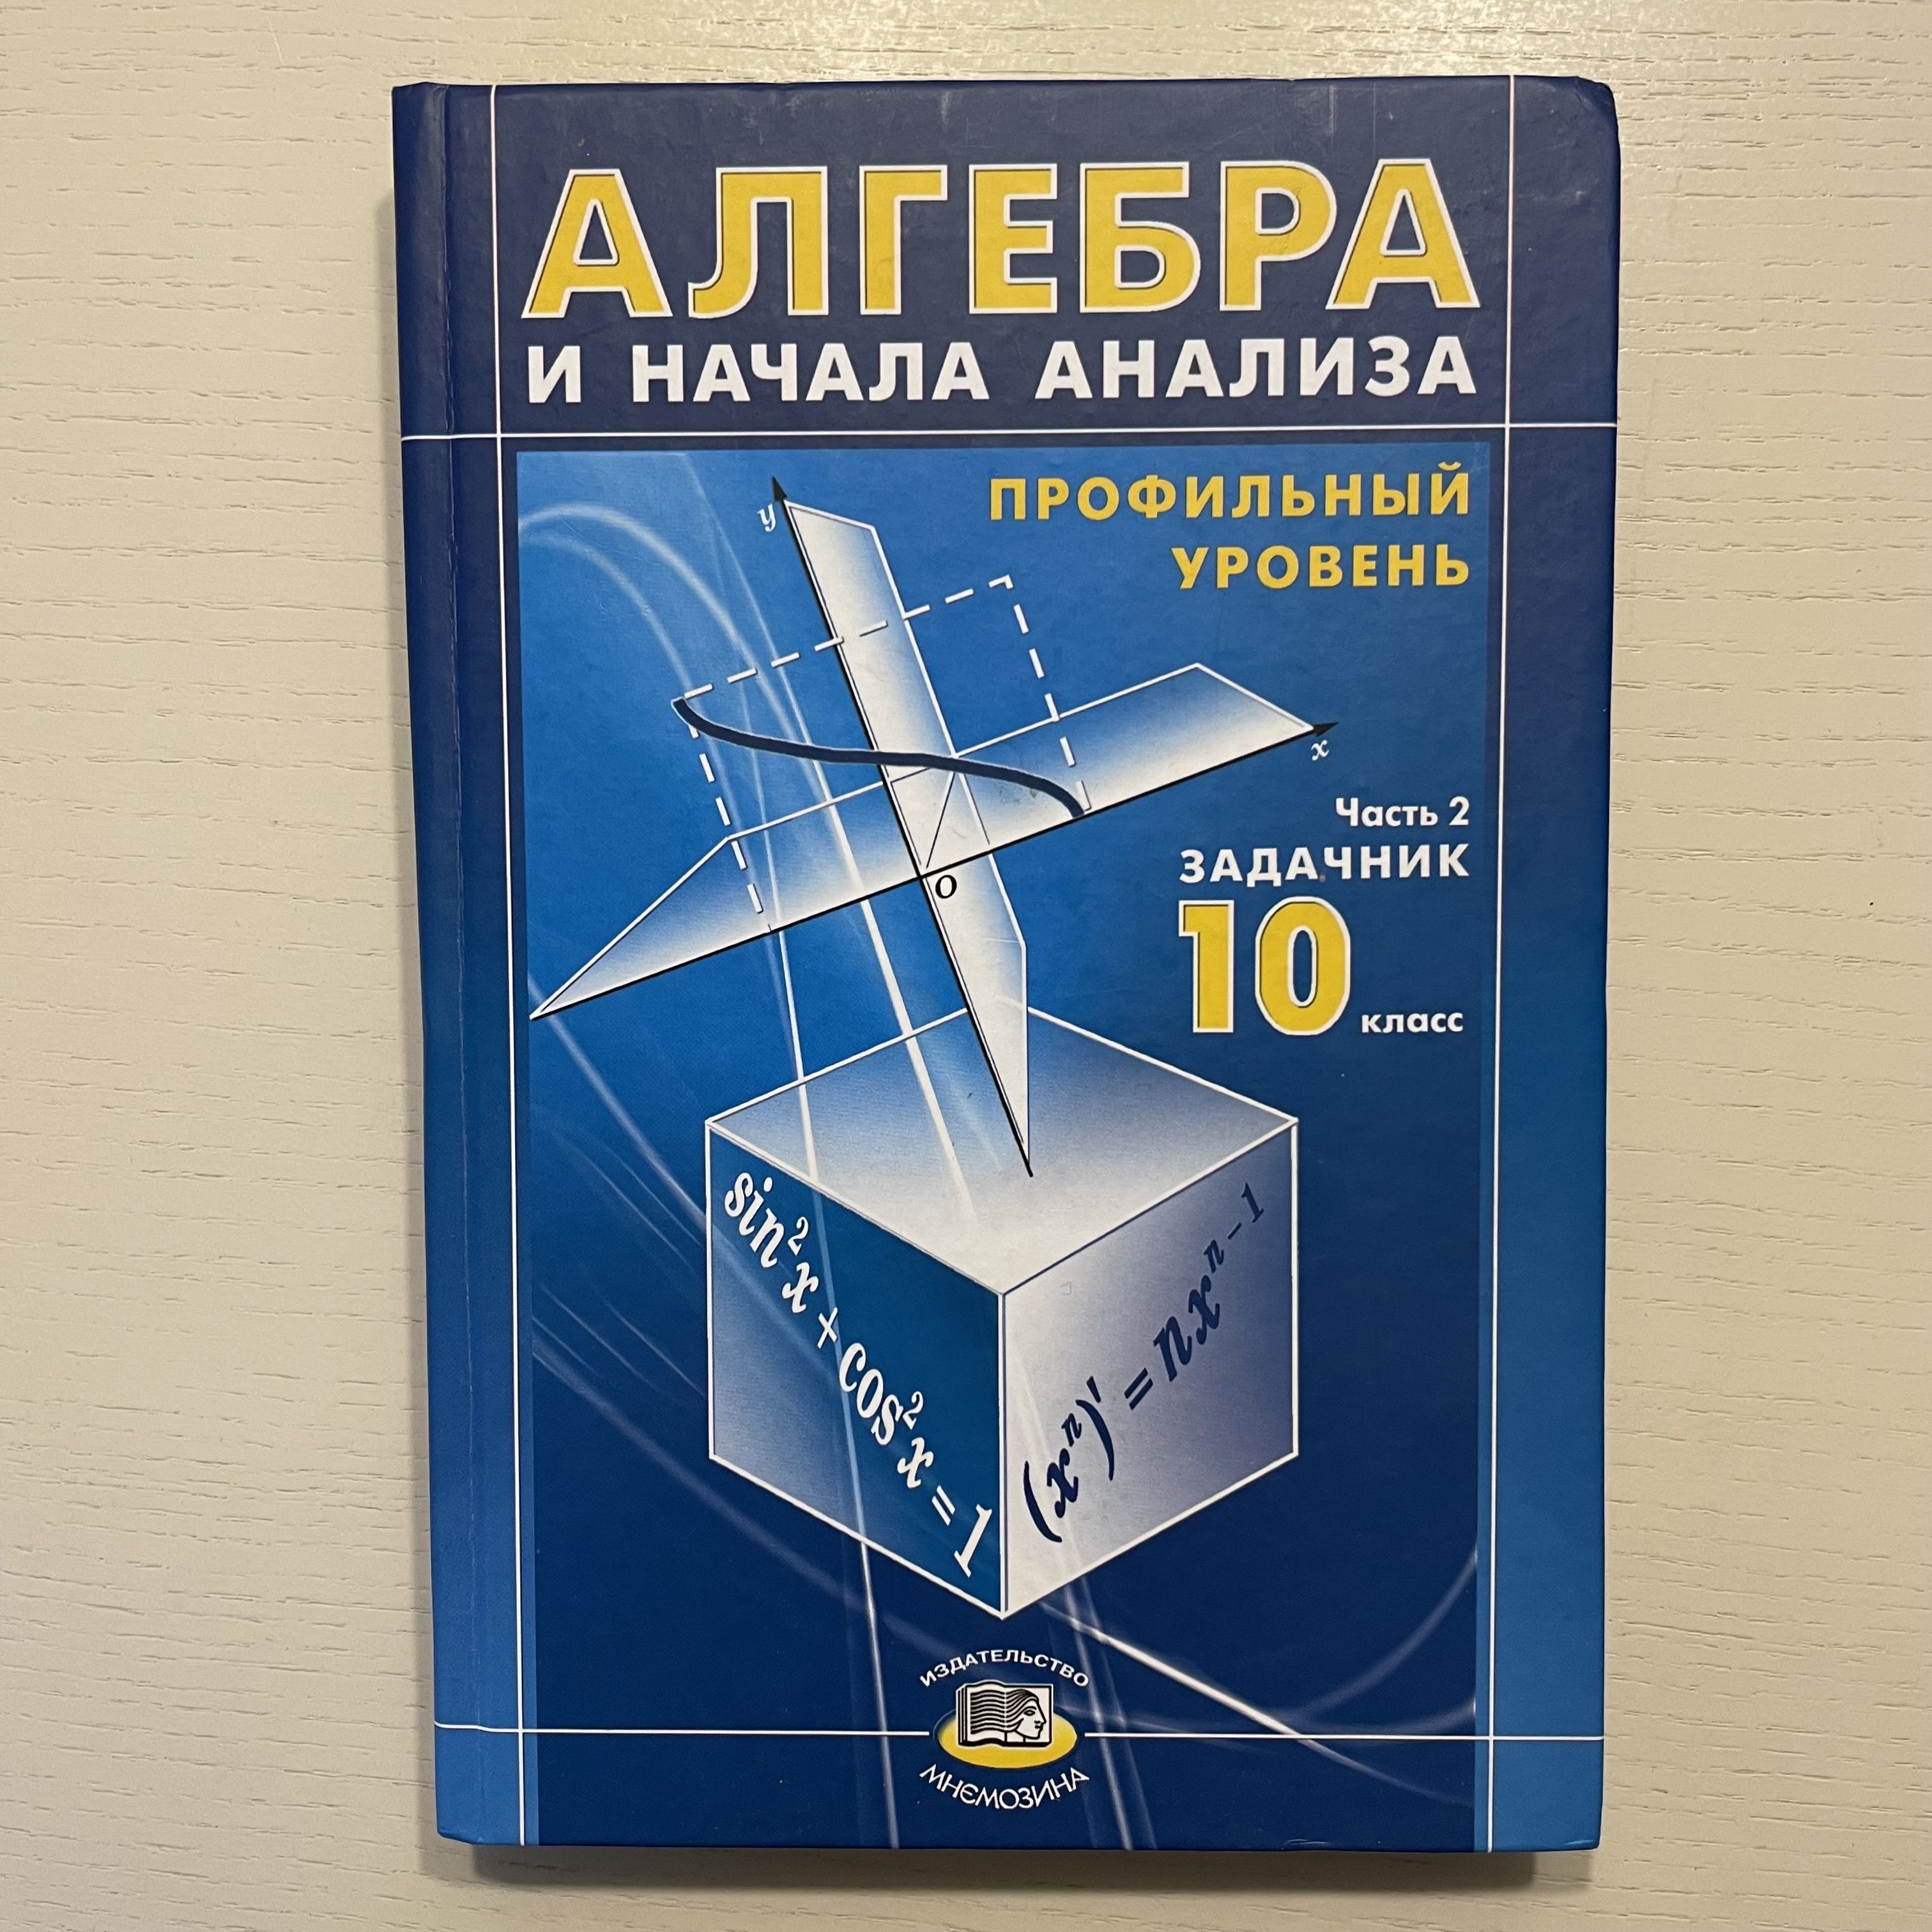 АЛГЕБРА
И НАЧАЛА АНАЛИЗА
ПРОФИЛЬНЫЙ
УРОВЕНЬ
y
x
O
Часть 2
ЗАДАЧНИК
10 класс
sin²x + cos²x = 1
(xⁿ)' = nxⁿ⁻¹
ИЗДАТЕЛЬСТВО
МНЕМОЗИНА